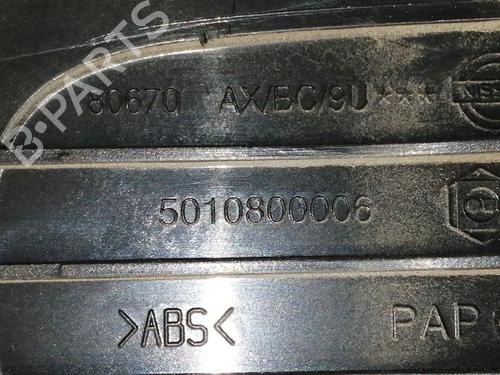 B-PARTS
80670 AX/BC/9U***
5010800006
>ABS< PAP